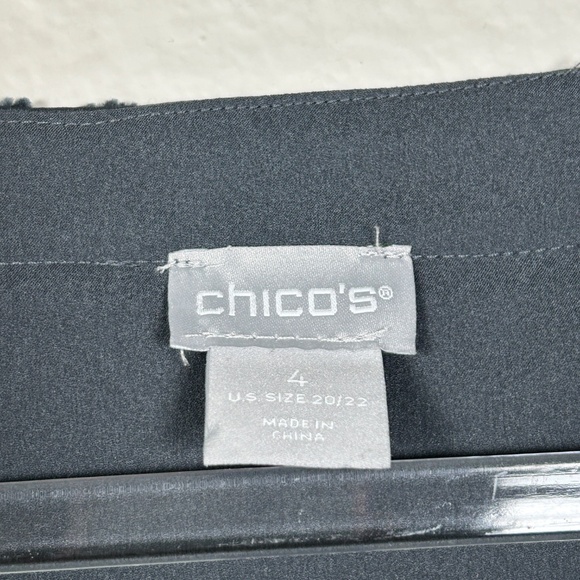 chico's®
4
U.S. SIZE 20/22
MADE IN
CHINA